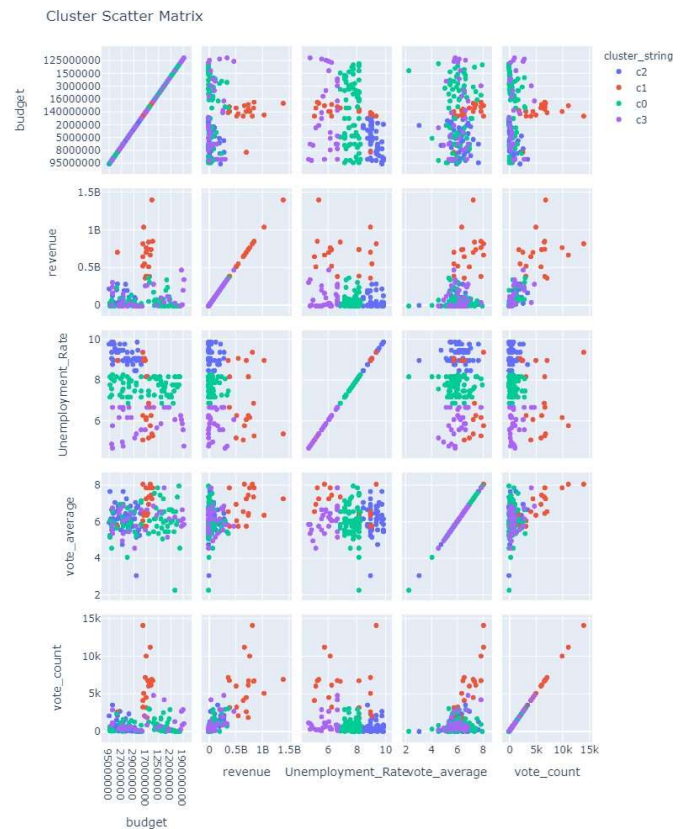 Cluster Scatter Matrix
cluster_string
c2
c1
c0
c3
budget
125000000
1500000
3000000
16000000
140000000
2000000
5000000
8000000
95000000
revenue
1.5B
1B
0.5B
0
Unemployment_Rate
10
8
6
vote_average
8
6
4
2
vote_count
15k
10k
5k
0
95000000
2700000
2900000
1700000
1250000
2200000
1900000
0 0.5B 1B 1.5B
6 8 10
2 4 6 8
0 5k 10k 15k
budget
revenue
Unemployment_Rate
vote_average
vote_count